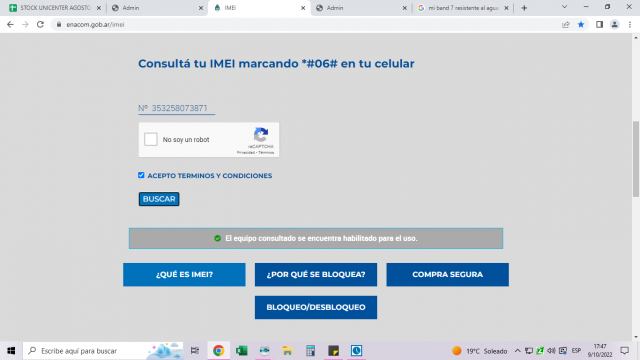 STOCK UNICENTER AGOSTO
Admin
IMEI
Admin
mi band 7 resistente al agu
enacom.gob.ar/imei
Consultá tu IMEI marcando *#06# en tu celular
Nº 353258073871
No soy un robot
reCAPTCHA
Privacidad - Términos
ACEPTO TERMINOS Y CONDICIONES
BUSCAR
El equipo consultado se encuentra habilitado para el uso.
¿QUÉ ES IMEI?
¿POR QUÉ SE BLOQUEA?
COMPRA SEGURA
BLOQUEO/DESBLOQUEO
Escribe aquí para buscar
19°C Soleado
ESP
17:47
9/10/2022